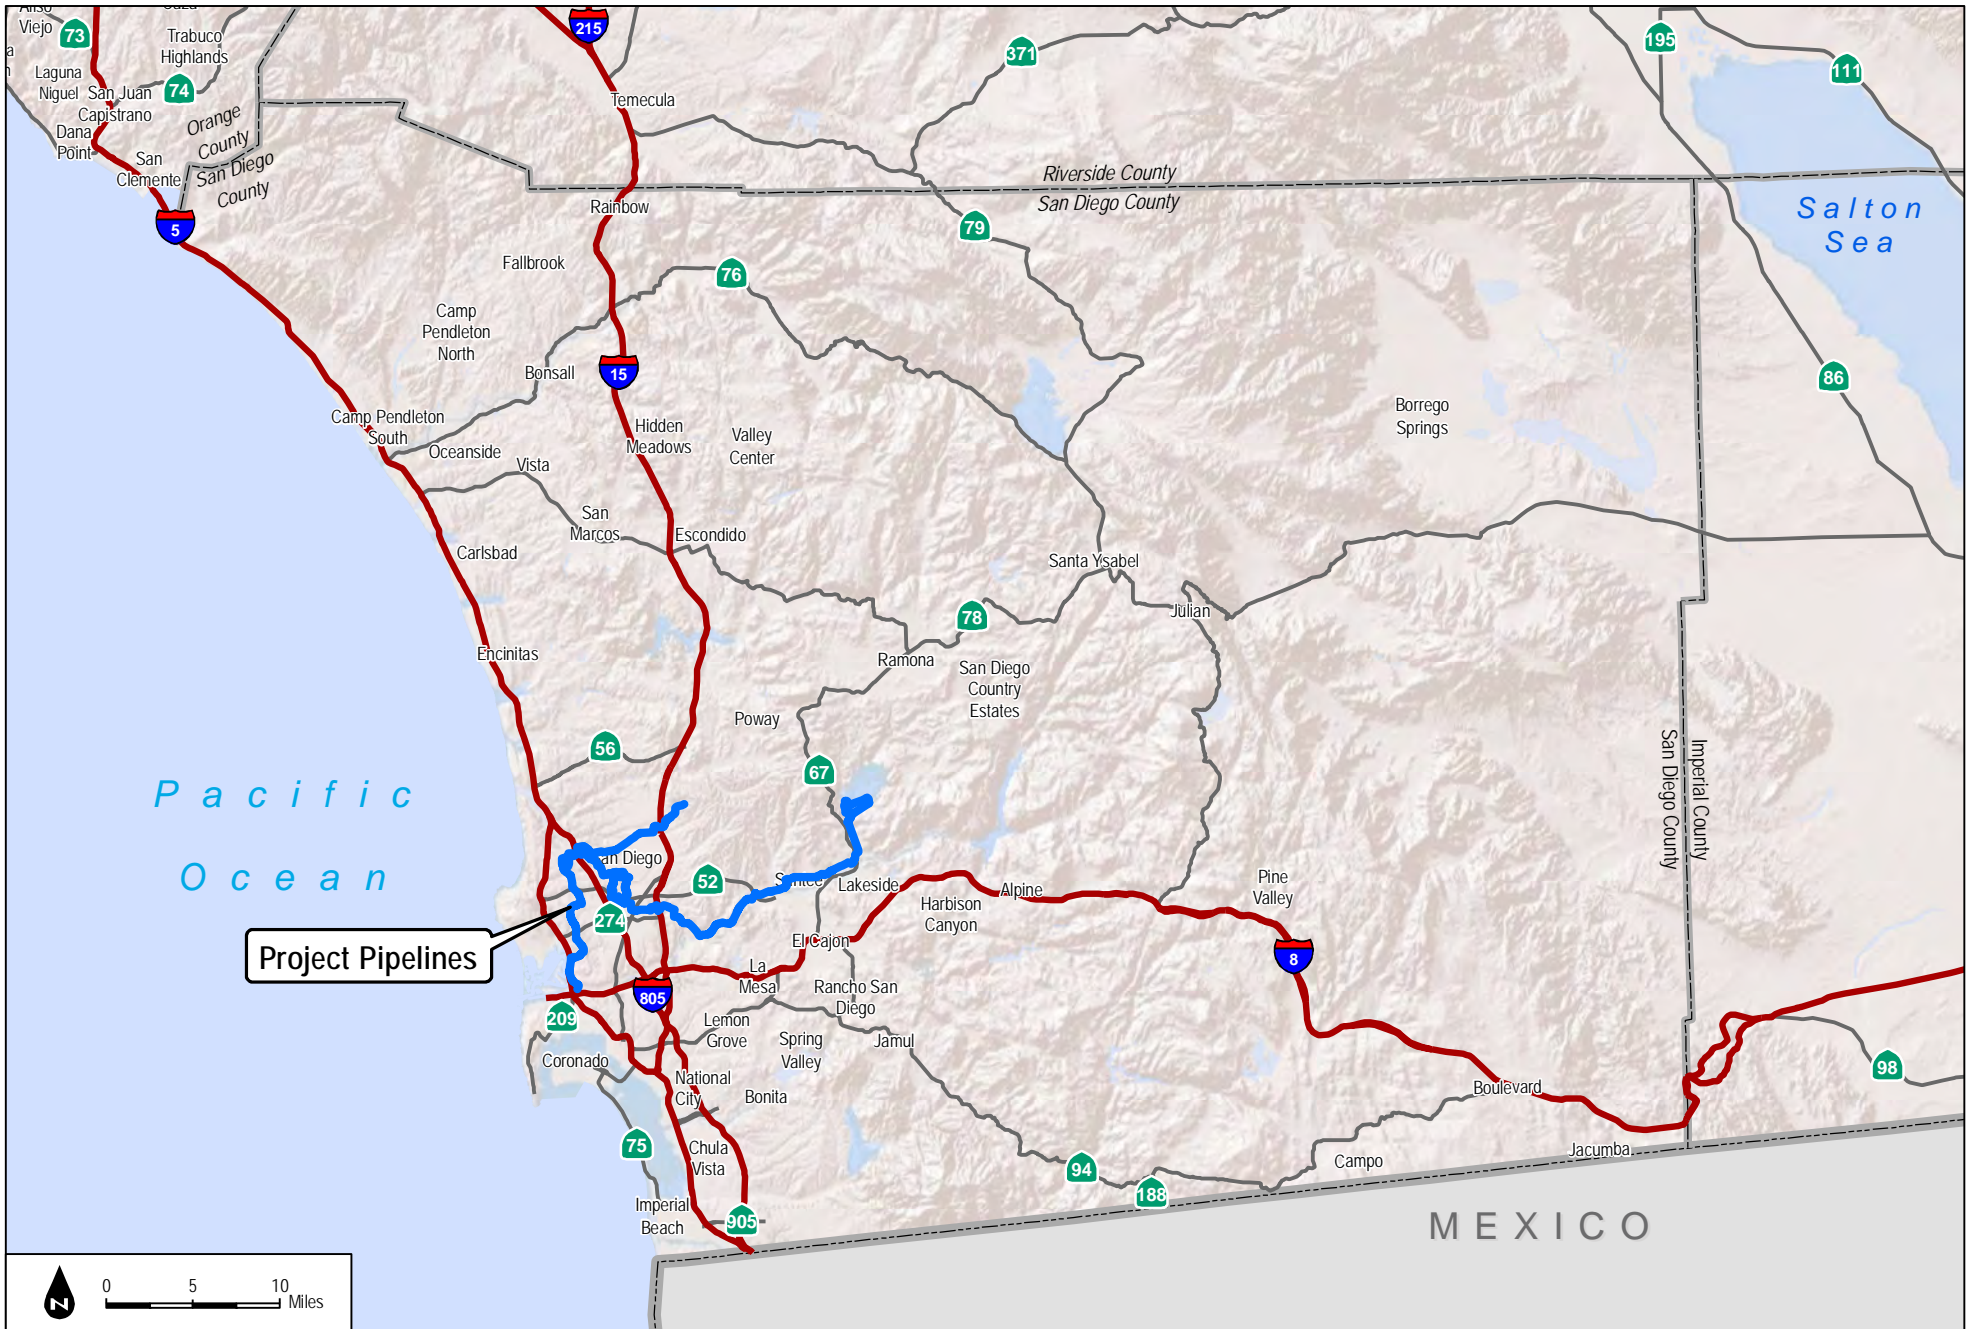 Aliso
Viejo
73
Trabuco
Highlands
Laguna
Niguel
74
San Juan
Capistrano
Dana
Point
Orange
County
San Diego
County
San
Clemente
5
215
Temecula
371
195
111
Riverside County
San Diego County
Salton
Sea
Rainbow
79
Fallbrook
76
Camp
Pendleton
North
15
Bonsall
86
Camp Pendleton
South
Oceanside
Hidden
Meadows
Valley
Center
Borrego
Springs
Vista
San
Marcos
Escondido
Carlsbad
Santa Ysabel
78
Julian
Encinitas
Ramona
San Diego
Country
Estates
Poway
56
67
San Diego County
Imperial County
Pacific
Ocean
an Diego
52
Santee
Lakeside
Alpine
Pine
Valley
Harbison
Canyon
274
Project Pipelines
El Cajon
8
La
Mesa
Rancho San
Diego
805
209
Lemon
Grove
Spring
Valley
Jamul
Coronado
98
National
City
Bonita
Boulevard
75
Chula
Vista
94
188
Campo
Jacumba
Imperial
Beach
905
MEXICO
N
0 5 10
Miles